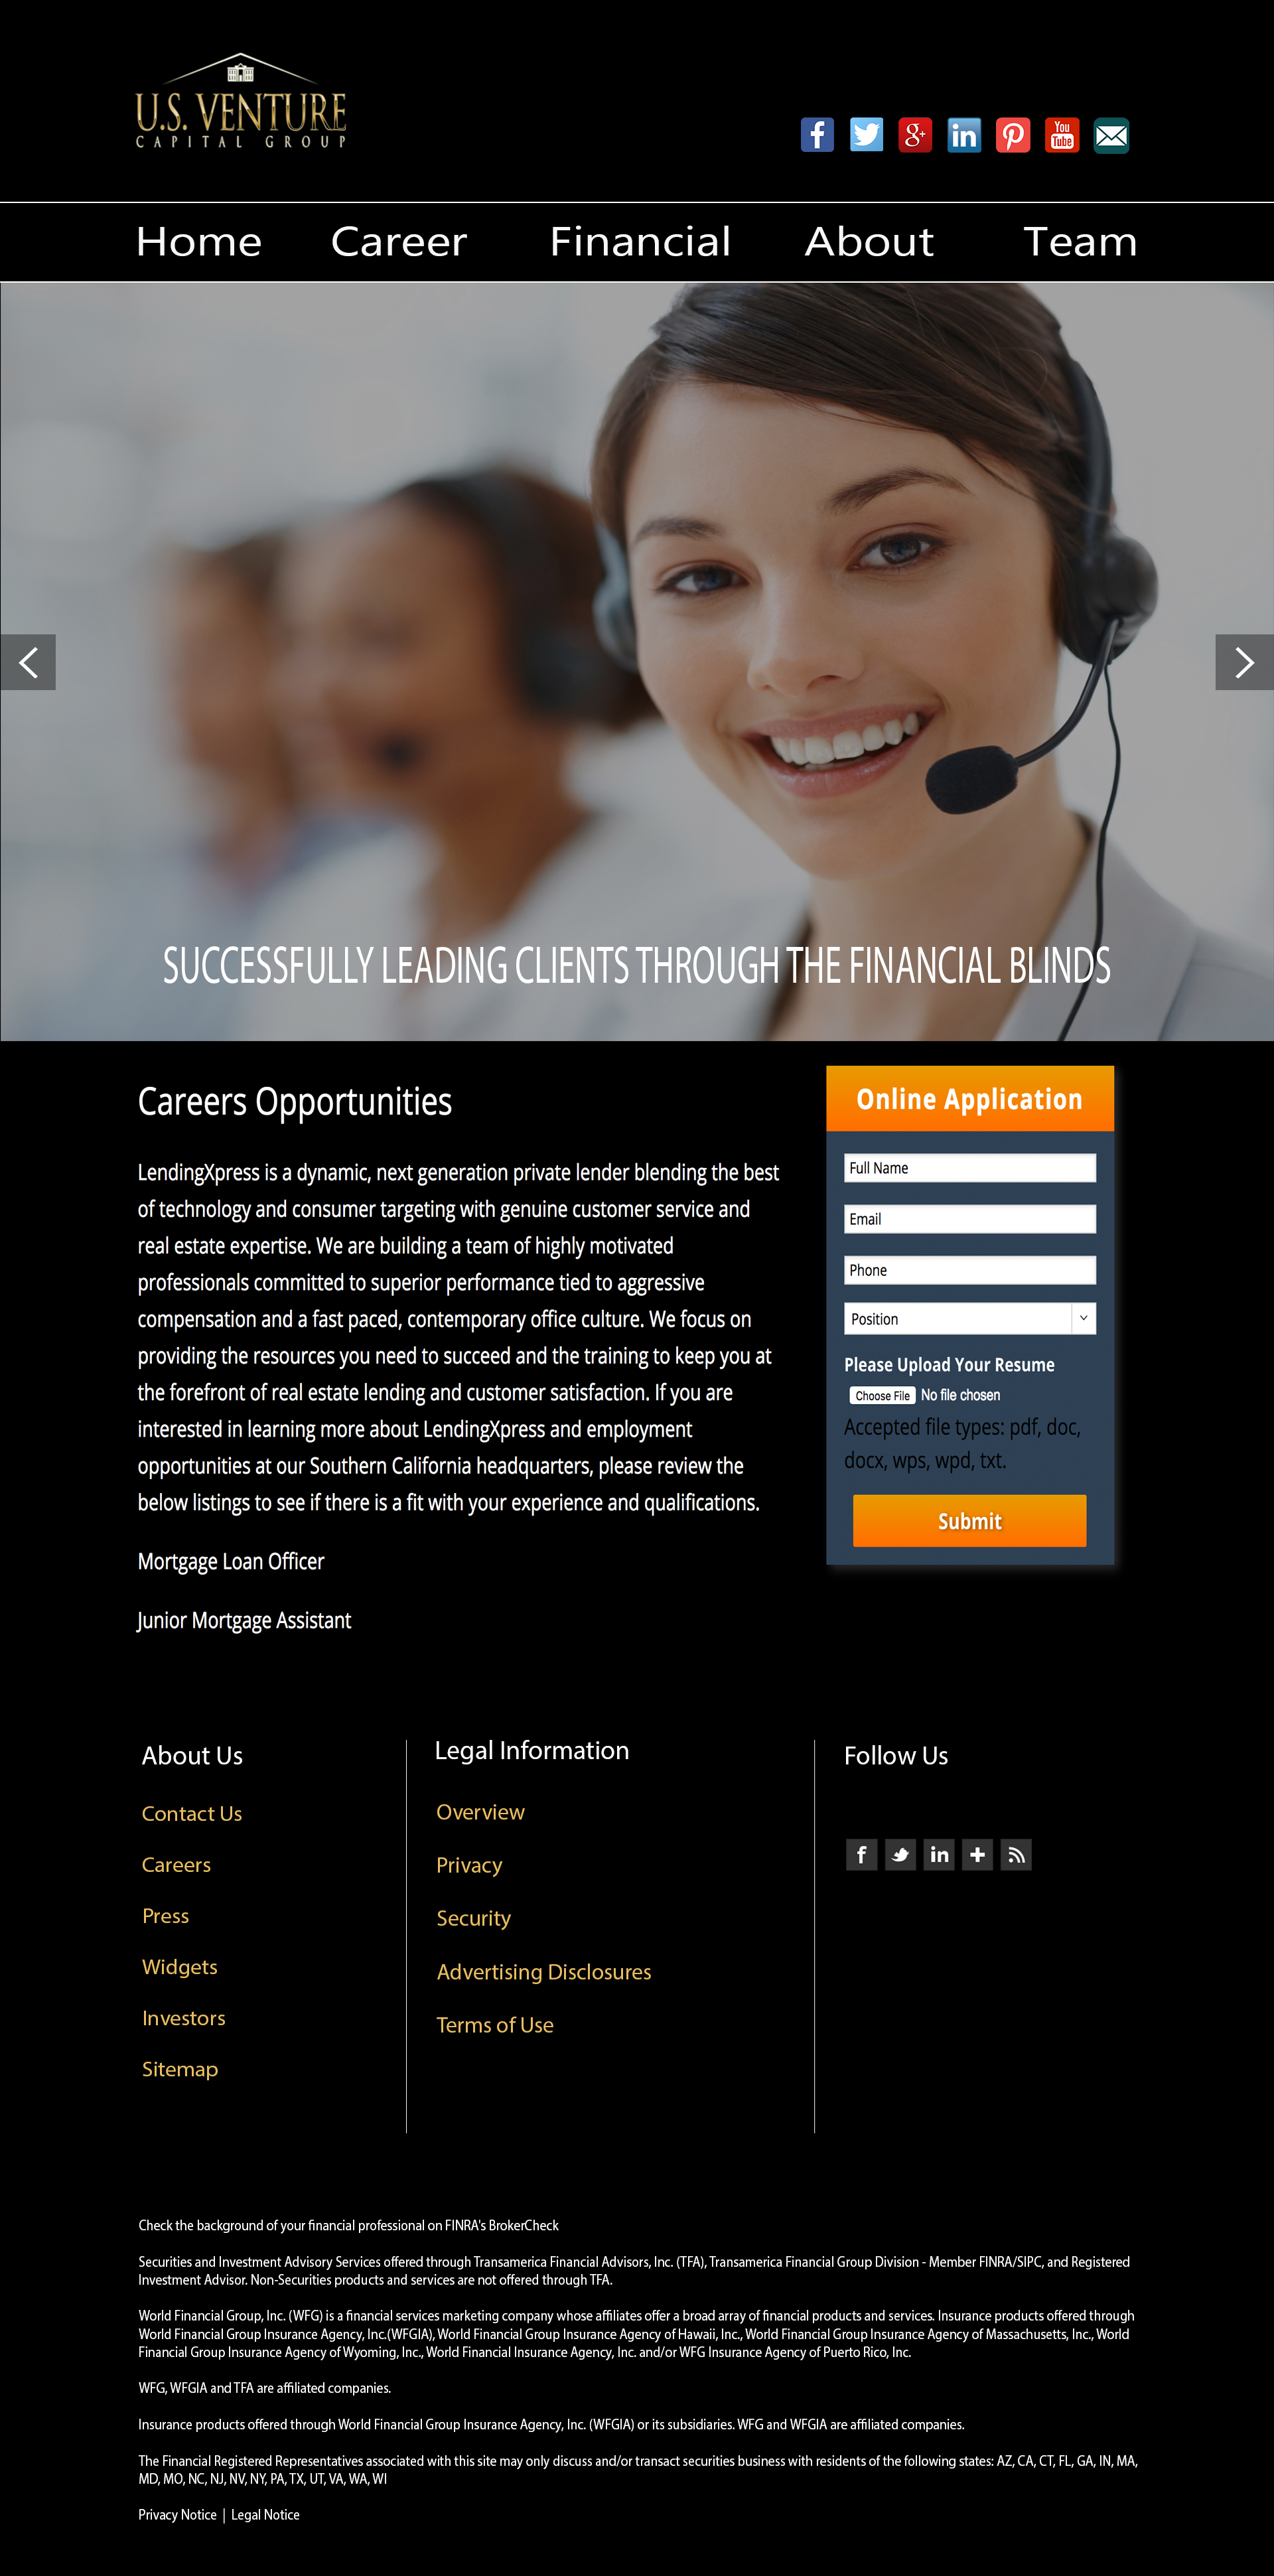 U.S. VENTURE
CAPITAL GROUP
f g+ in You Tube
Home Career Financial About Team
SUCCESSFULLY LEADING CLIENTS THROUGH THE FINANCIAL BLINDS
Careers Opportunities
LendingXpress is a dynamic, next generation private lender blending the best
of technology and consumer targeting with genuine customer service and
real estate expertise. We are building a team of highly motivated
professionals committed to superior performance tied to aggressive
compensation and a fast paced, contemporary office culture. We focus on
providing the resources you need to succeed and the training to keep you at
the forefront of real estate lending and customer satisfaction. If you are
interested in learning more about LendingXpress and employment
opportunities at our Southern California headquarters, please review the
below listings to see if there is a fit with your experience and qualifications.
Mortgage Loan Officer
Junior Mortgage Assistant
Online Application
Full Name
Email
Phone
Position
Please Upload Your Resume
Choose File No file chosen
Accepted file types: pdf, doc,
docx, wps, wpd, txt.
Submit
About Us
Contact Us
Careers
Press
Widgets
Investors
Sitemap
Legal Information
Overview
Privacy
Security
Advertising Disclosures
Terms of Use
Follow Us
f in
Check the background of your financial professional on FINRA's BrokerCheck
Securities and Investment Advisory Services offered through Transamerica Financial Advisors, Inc. (TFA), Transamerica Financial Group Division - Member FINRA/SIPC, and Registered
Investment Advisor. Non-Securities products and services are not offered through TFA.
World Financial Group, Inc. (WFG) is a financial services marketing company whose affiliates offer a broad array of financial products and services. Insurance products offered through
World Financial Group Insurance Agency, Inc.(WFGIA), World Financial Group Insurance Agency of Hawaii, Inc., World Financial Group Insurance Agency of Massachusetts, Inc., World
Financial Group Insurance Agency of Wyoming, Inc., World Financial Insurance Agency, Inc. and/or WFG Insurance Agency of Puerto Rico, Inc.
WFG, WFGIA and TFA are affiliated companies.
Insurance products offered through World Financial Group Insurance Agency, Inc. (WFGIA) or its subsidiaries. WFG and WFGIA are affiliated companies.
The Financial Registered Representatives associated with this site may only discuss and/or transact securities business with residents of the following states: AZ, CA, CT, FL, GA, IN, MA,
MD, MO, NC, NJ, NV, NY, PA, TX, UT, VA, WA, WI
Privacy Notice | Legal Notice